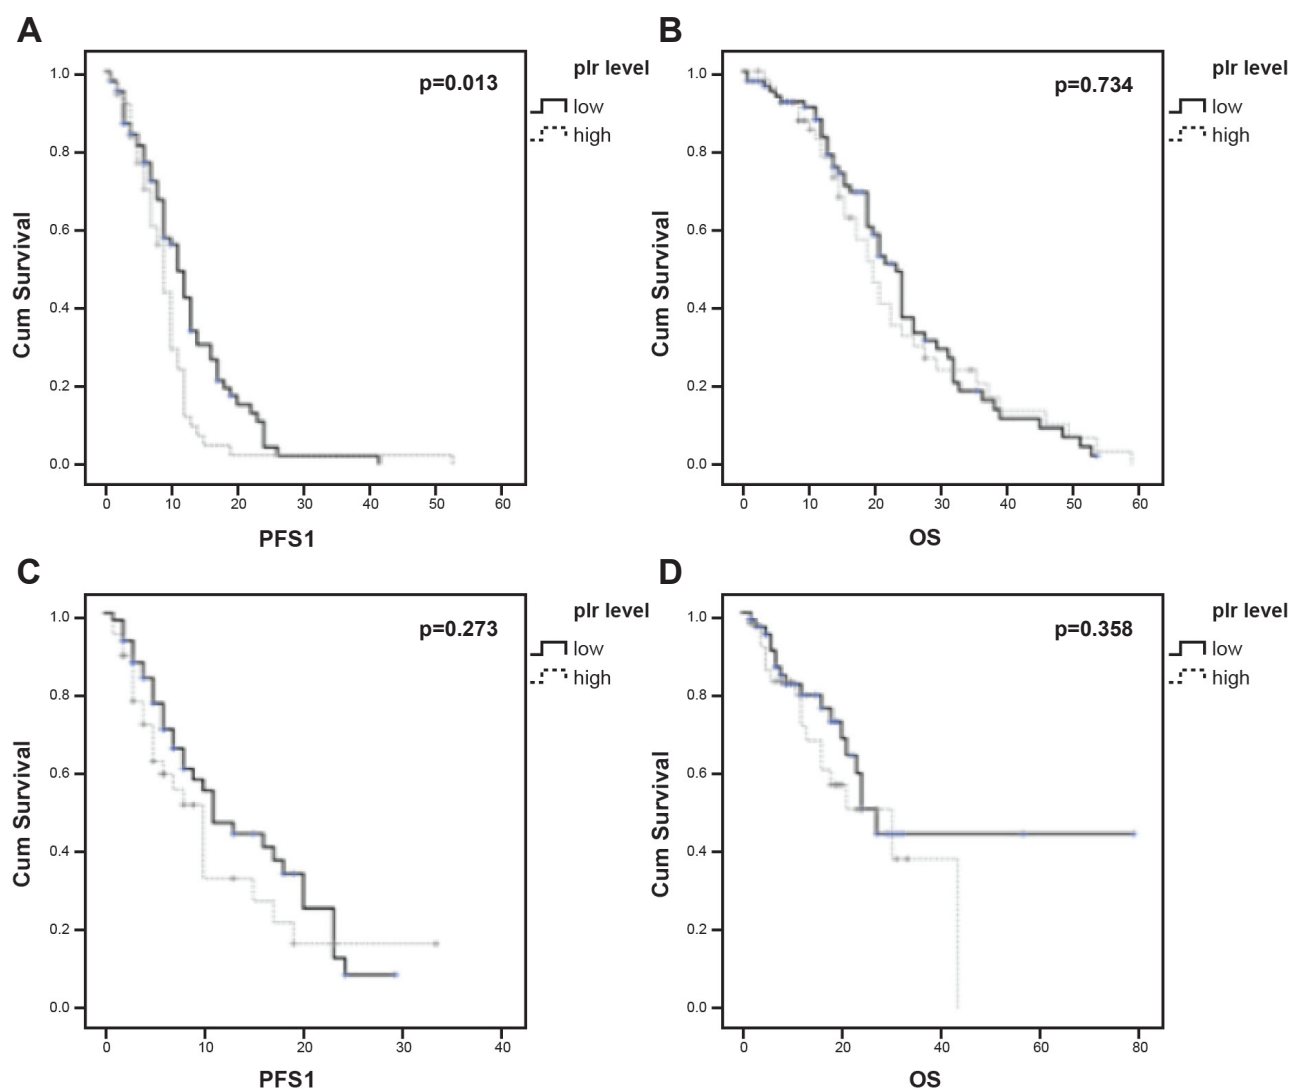 A
p=0.013
plr level
low
high
1.0
0.8
0.6
0.4
0.2
0.0
Cum Survival
0 10 20 30 40 50 60
PFS1
B
p=0.734
plr level
low
high
1.0
0.8
0.6
0.4
0.2
0.0
Cum Survival
0 10 20 30 40 50 60
OS
C
p=0.273
plr level
low
high
1.0
0.8
0.6
0.4
0.2
0.0
Cum Survival
0 10 20 30 40
PFS1
D
p=0.358
plr level
low
high
1.0
0.8
0.6
0.4
0.2
0.0
Cum Survival
0 20 40 60 80
OS